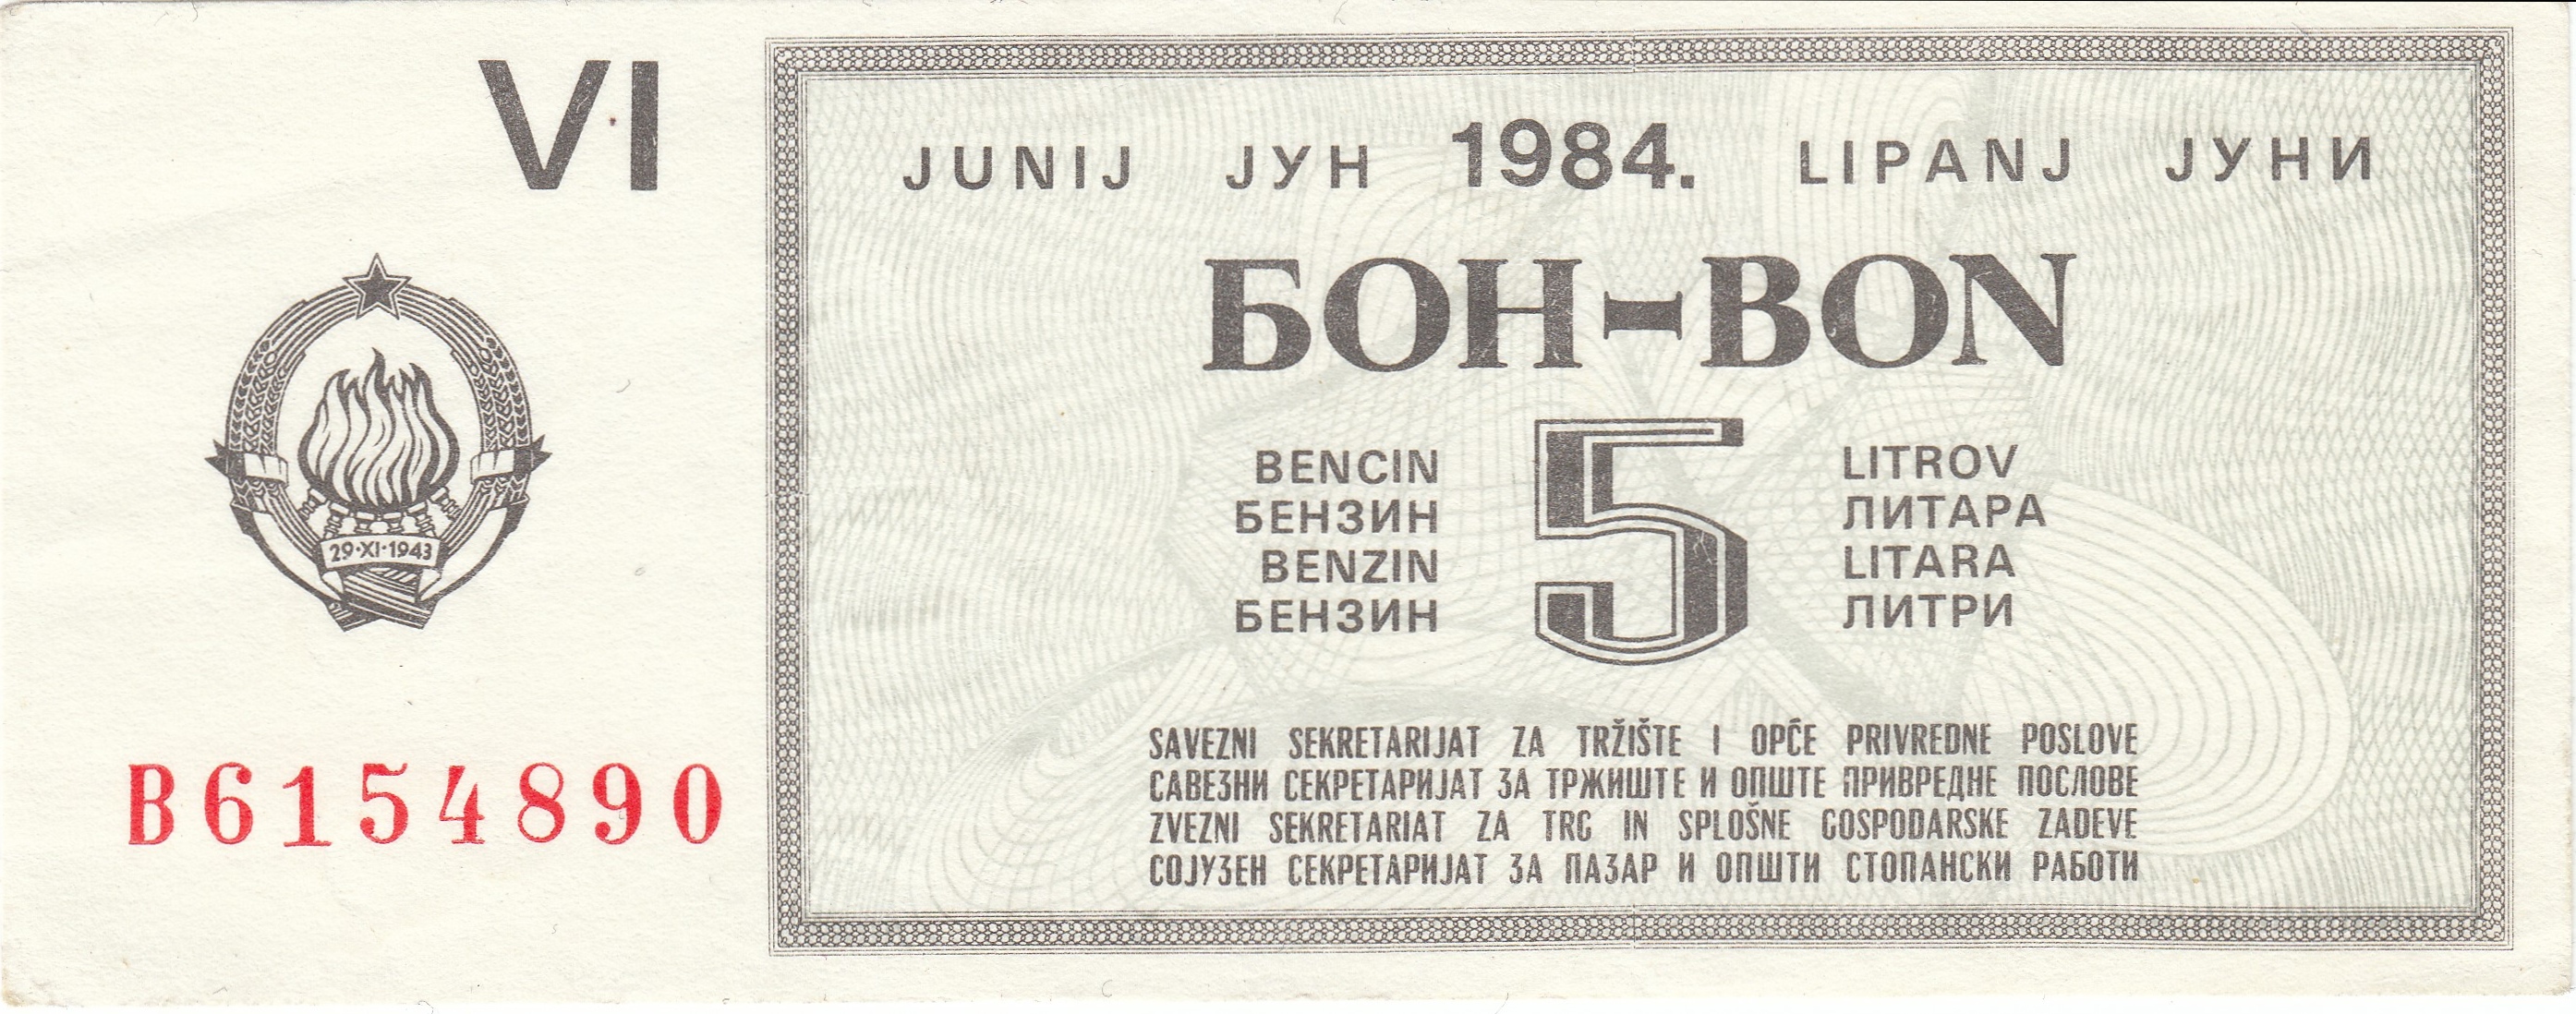 VI
JUNIJ ЈУН 1984. LIPANJ ЈУНИ
БОН-BON
29·XI·1943
5
BENCIN LITROV
БЕНЗИН ЛИТАРА
BENZIN LITARA
БЕНЗИН ЛИТРИ
SAVEZNI SEKRETARIJAT ZA TRŽIŠTE I OPĆE PRIVREDNE POSLOVE
САВЕЗНИ СЕКРЕТАРИЈАТ ЗА ТРЖИШТЕ И ОПШТЕ ПРИВРЕДНЕ ПОСЛОВЕ
ZVEZNI SEKRETARIAT ZA TRG IN SPLOŠNE GOSPODARSKE ZADEVE
СОЈУЗЕН СЕКРЕТАРИЈАТ ЗА ПАЗАР И ОПШТИ СТОПАНСКИ РАБОТИ
B6154890